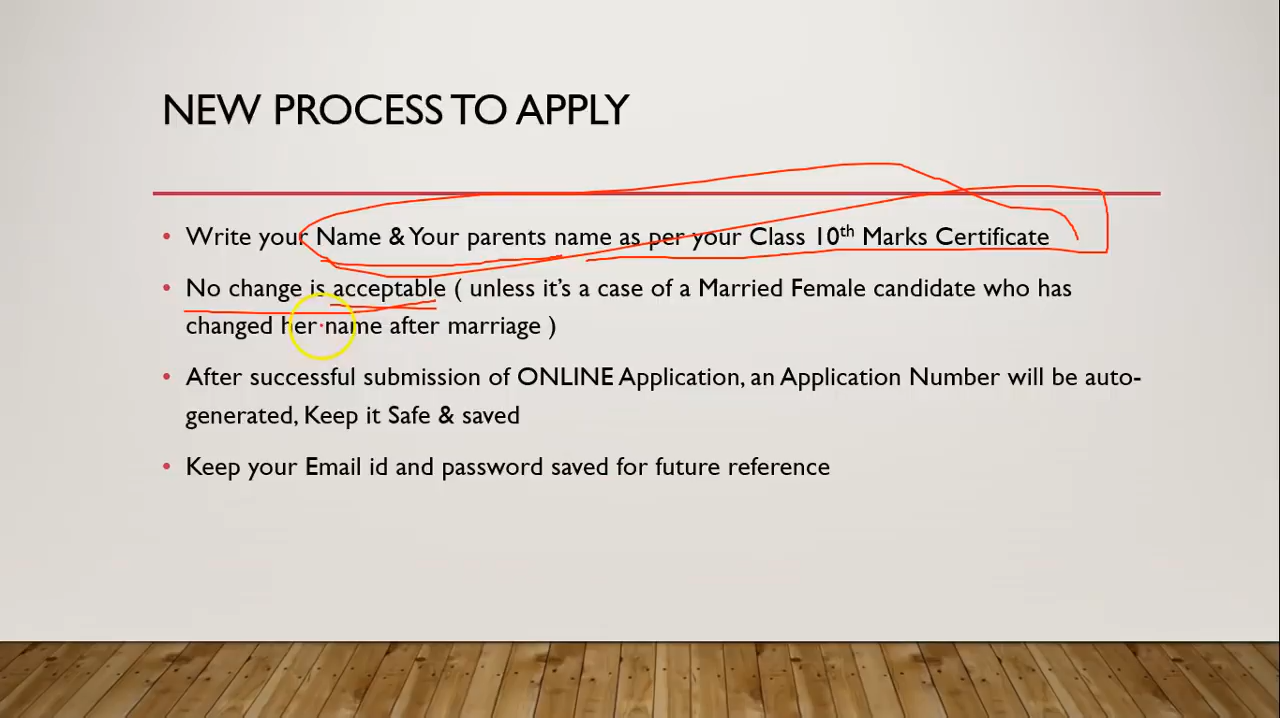 NEW PROCESS TO APPLY
• Write your Name & Your parents name as per your Class 10th Marks Certificate
• No change is acceptable ( unless it's a case of a Married Female candidate who has
changed her name after marriage )
• After successful submission of ONLINE Application, an Application Number will be auto-
generated, Keep it Safe & saved
• Keep your Email id and password saved for future reference